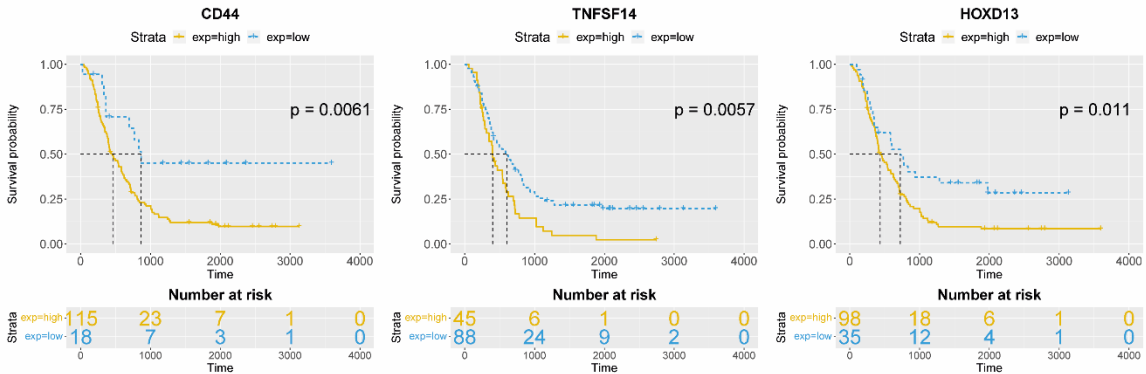 CD44
Strata exp=high exp=low
1.00
0.75
0.50
0.25
0.00
Survival probability
p = 0.0061
0 1000 2000 3000 4000
Time
Number at risk
Strata
exp=high 115 23 7 1 0
exp=low 18 7 3 1 0
0 1000 2000 3000 4000
Time
TNFSF14
Strata exp=high exp=low
1.00
0.75
0.50
0.25
0.00
Survival probability
p = 0.0057
0 1000 2000 3000 4000
Time
Number at risk
Strata
exp=high 45 6 1 0 0
exp=low 88 24 9 2 0
0 1000 2000 3000 4000
Time
HOXD13
Strata exp=high exp=low
1.00
0.75
0.50
0.25
0.00
Survival probability
p = 0.011
0 1000 2000 3000 4000
Time
Number at risk
Strata
exp=high 98 18 6 1 0
exp=low 35 12 4 1 0
0 1000 2000 3000 4000
Time